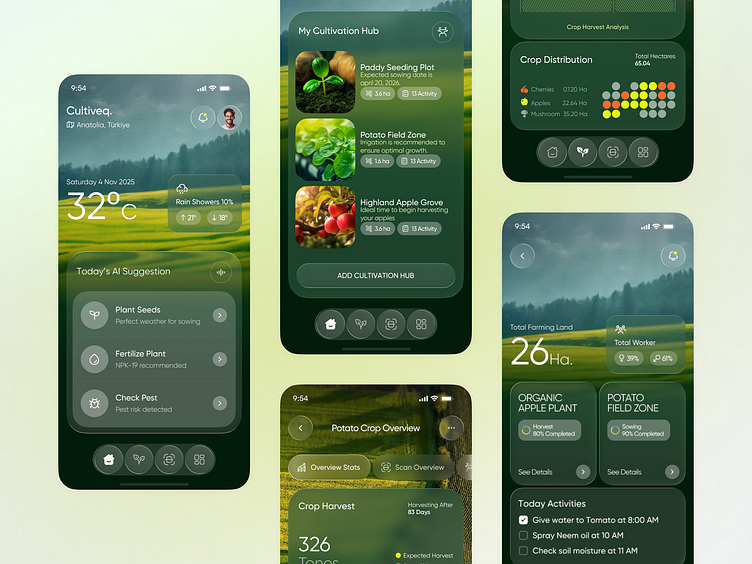 9:54
Cultiveq.
Anatolia, Türkiye
Saturday 4 Nov 2025
32°C
Rain Showers 10%
21°
18°
Today's AI Suggestion
Plant Seeds
Perfect weather for sowing
Fertilize Plant
NPK-19 recommended
Check Pest
Pest risk detected
My Cultivation Hub
Paddy Seeding Plot
Expected sowing date is
april 20, 2026.
3.6 ha
13 Activity
Potato Field Zone
Irrigation is recommended to
ensure optimal growth.
1.6 ha
13 Activity
Highland Apple Grove
Ideal time to begin harvesting
your apples
3.6 ha
13 Activity
ADD CULTIVATION HUB
9:54
Potato Crop Overview
Overview Stats
Scan Overview
Crop Harvest
Harvesting After
83 Days
326
Tones
Expected Harvest
Crop Harvest Analysis
Crop Distribution
Total Hectares
65.04
Cherries
07.20 Ha
Apples
22.64 Ha
Mushroom
35.20 Ha
9:54
Total Farming Land
26Ha.
Total Worker
39%
61%
ORGANIC
APPLE PLANT
Harvest
80% Completed
See Details
POTATO
FIELD ZONE
Sowing
90% Completed
See Details
Today Activities
Give water to Tomato at 8:00 AM
Spray Neem oil at 10 AM
Check soil moisture at 11 AM